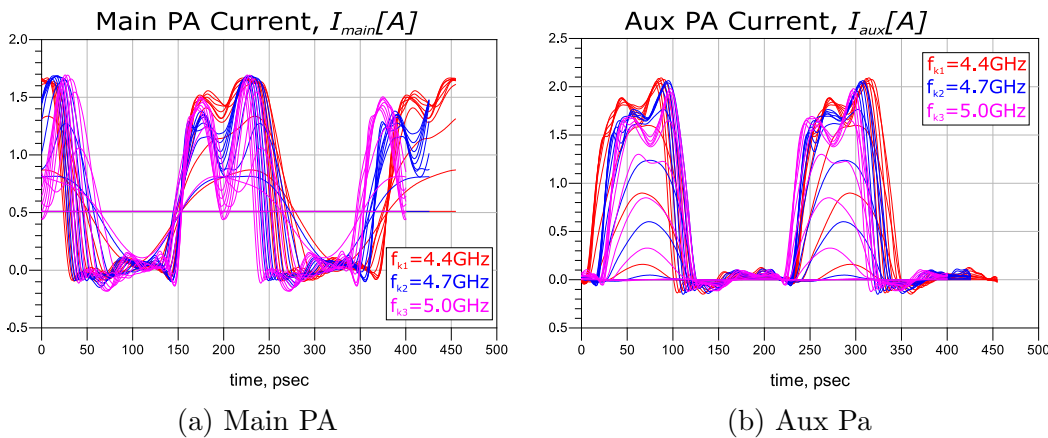 Main PA Current, I_main[A]
2.0
1.5
1.0
0.5
0.0
-0.5
0 50 100 150 200 250 300 350 400 450 500
time, psec
f_k1=4.4GHz
f_k2=4.7GHz
f_k3=5.0GHz
(a) Main PA
Aux PA Current, I_aux[A]
2.5
2.0
1.5
1.0
0.5
0.0
-0.5
0 50 100 150 200 250 300 350 400 450 500
time, psec
f_k1=4.4GHz
f_k2=4.7GHz
f_k3=5.0GHz
(b) Aux Pa